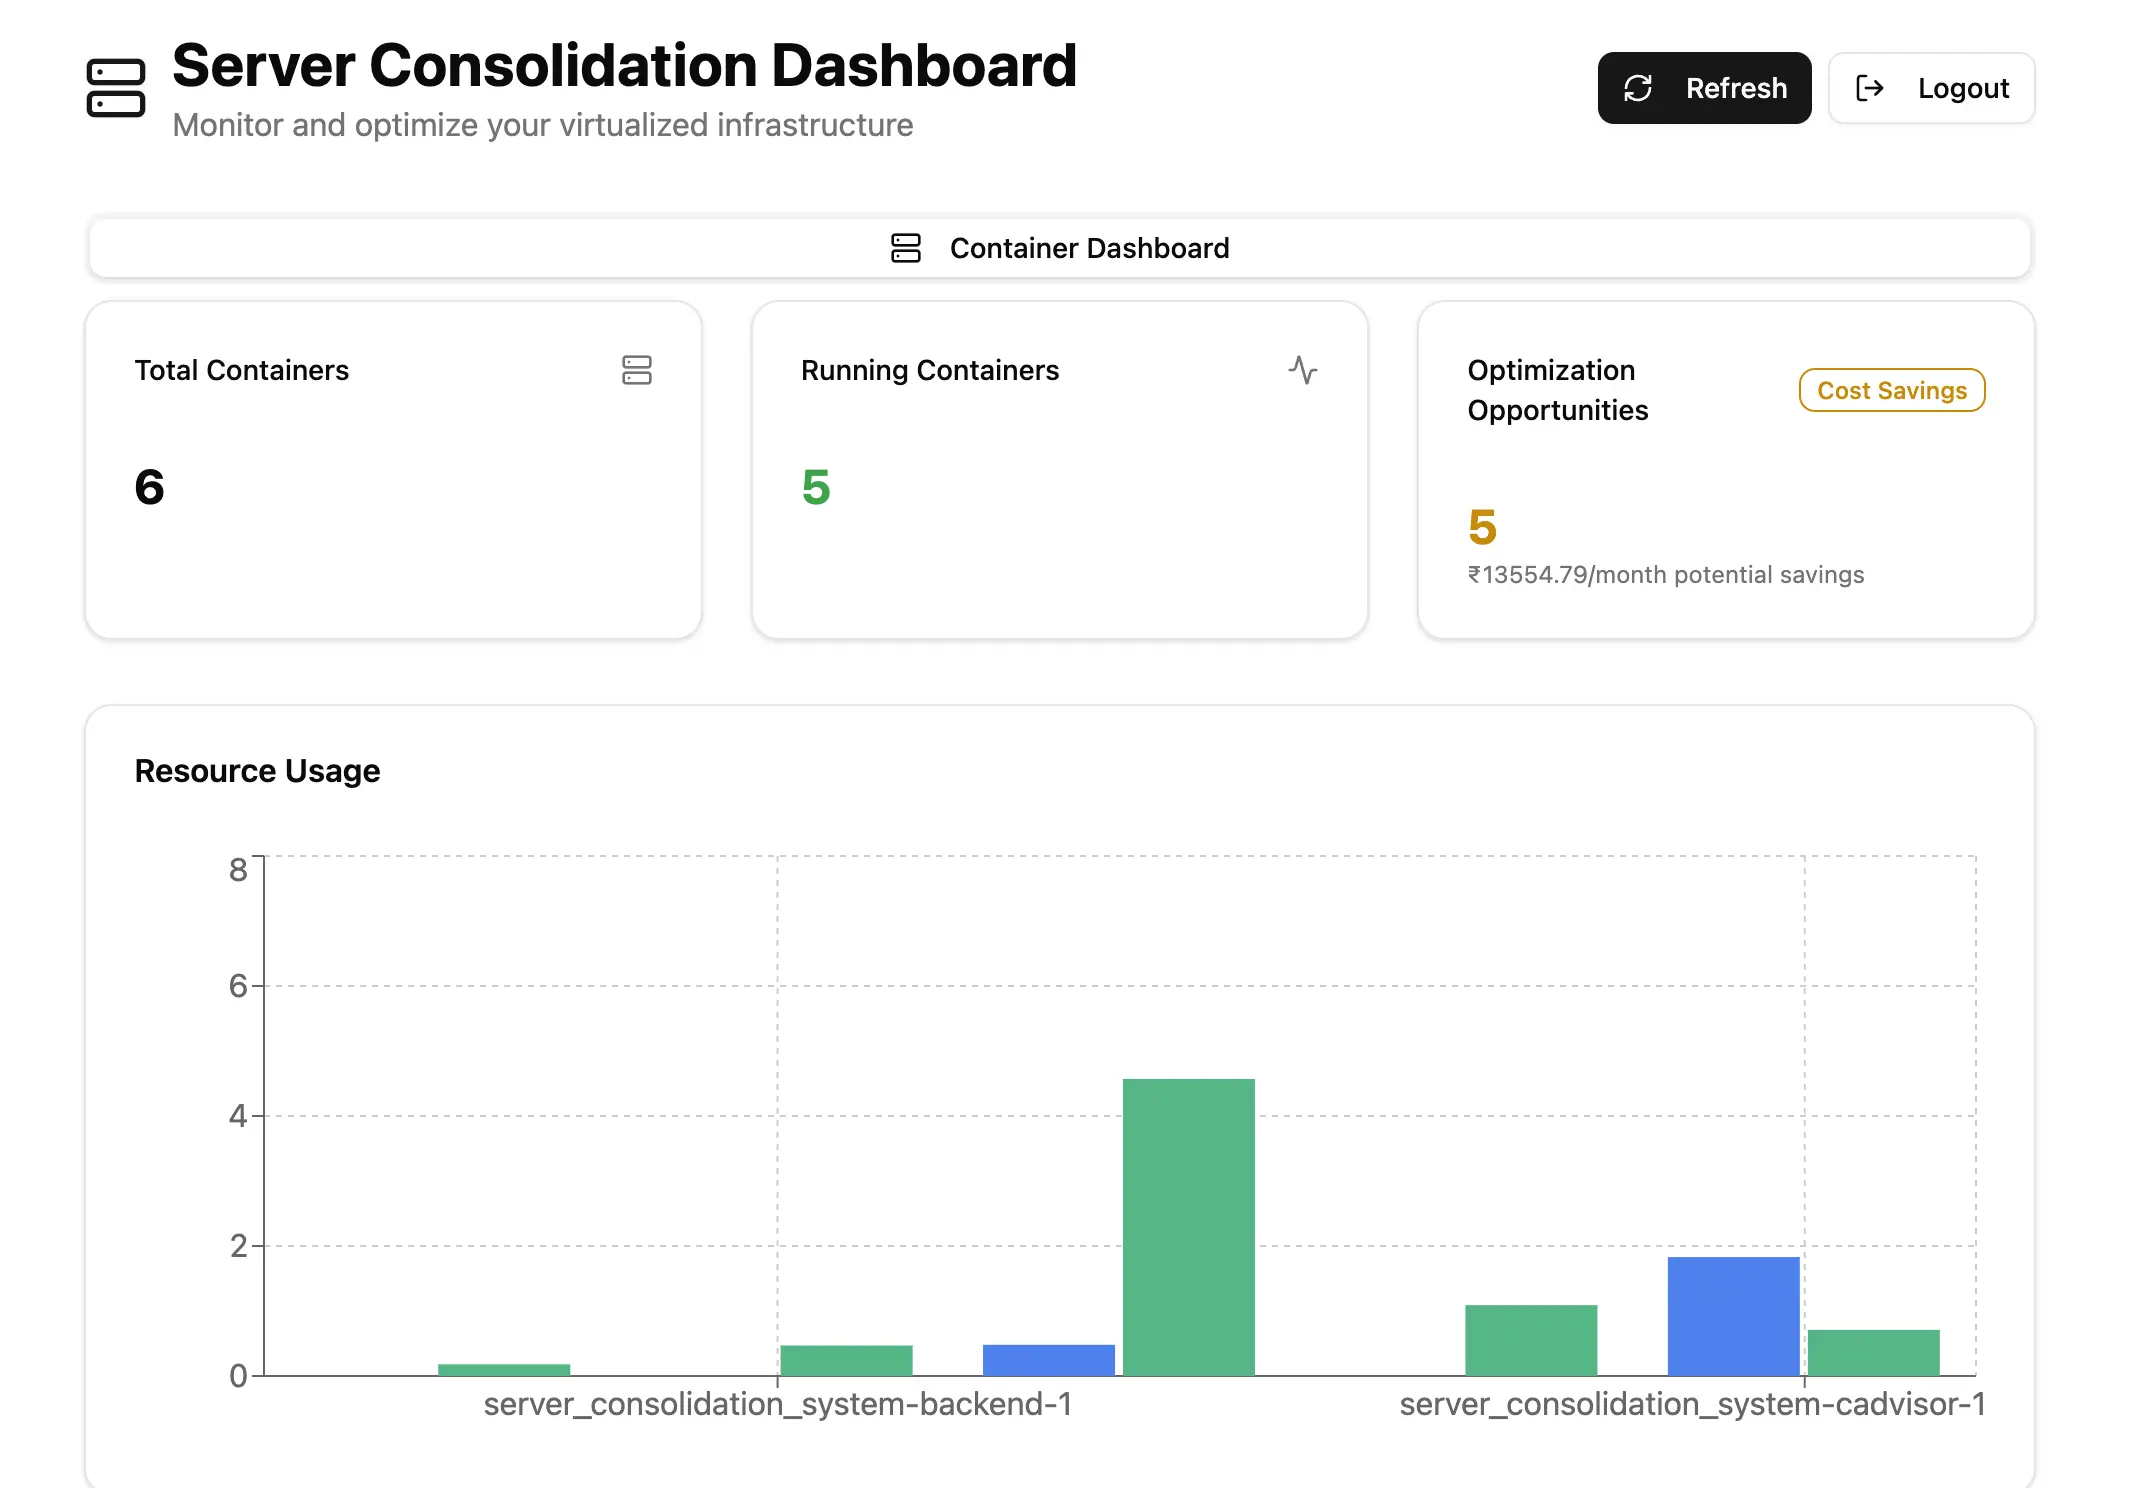 Server Consolidation Dashboard
Monitor and optimize your virtualized infrastructure
Refresh
Logout
Container Dashboard
Total Containers
6
Running Containers
5
Optimization
Opportunities
Cost Savings
5
₹13554.79/month potential savings
Resource Usage
8
6
4
2
0
server_consolidation_system-backend-1
server_consolidation_system-cadvisor-1